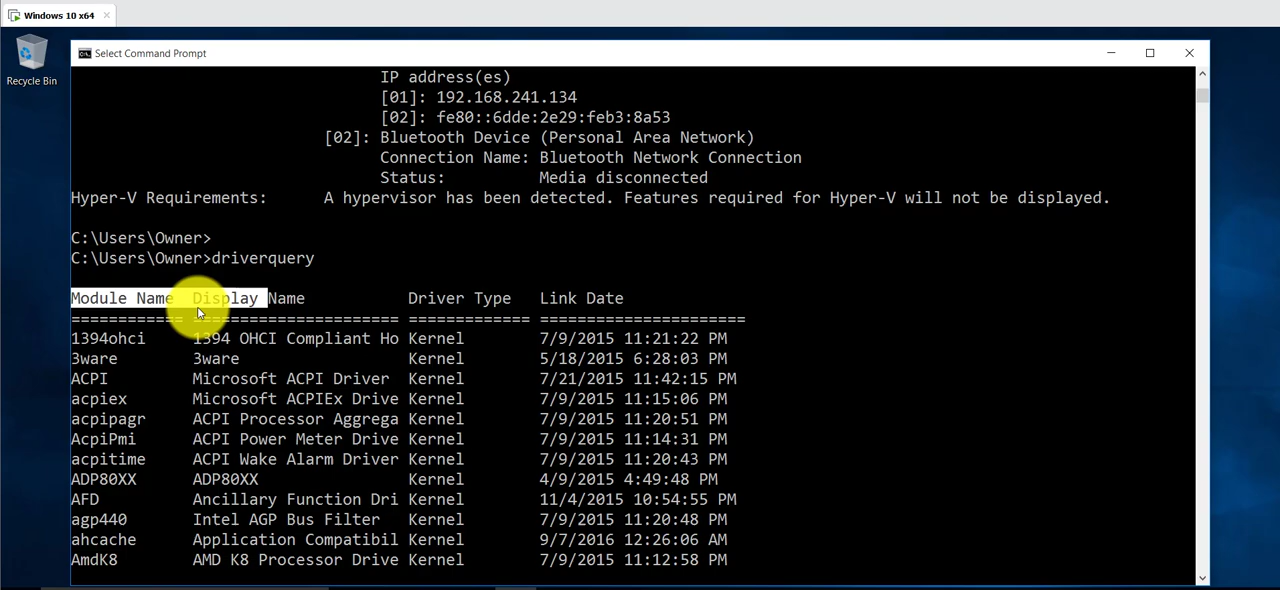 Windows 10 x64
Recycle Bin
Select Command Prompt
IP address(es)
[01]: 192.168.241.134
[02]: fe80::6dde:2e29:feb3:8a53
[02]: Bluetooth Device (Personal Area Network)
Connection Name: Bluetooth Network Connection
Status: Media disconnected
Hyper-V Requirements: A hypervisor has been detected. Features required for Hyper-V will not be displayed.
C:\Users\Owner>
C:\Users\Owner>driverquery
Module Name Display Name Driver Type Link Date
============ ====================== ============= ======================
1394ohci 1394 OHCI Compliant Ho Kernel 7/9/2015 11:21:22 PM
3ware 3ware Kernel 5/18/2015 6:28:03 PM
ACPI Microsoft ACPI Driver Kernel 7/21/2015 11:42:15 PM
acpiex Microsoft ACPIEx Drive Kernel 7/9/2015 11:15:06 PM
acpipagr ACPI Processor Aggrega Kernel 7/9/2015 11:20:51 PM
AcpiPmi ACPI Power Meter Drive Kernel 7/9/2015 11:14:31 PM
acpitime ACPI Wake Alarm Driver Kernel 7/9/2015 11:20:43 PM
ADP80XX ADP80XX Kernel 4/9/2015 4:49:48 PM
AFD Ancillary Function Dri Kernel 11/4/2015 10:54:55 PM
agp440 Intel AGP Bus Filter Kernel 7/9/2015 11:20:48 PM
ahcache Application Compatibil Kernel 9/7/2016 12:26:06 AM
AmdK8 AMD K8 Processor Drive Kernel 7/9/2015 11:12:58 PM